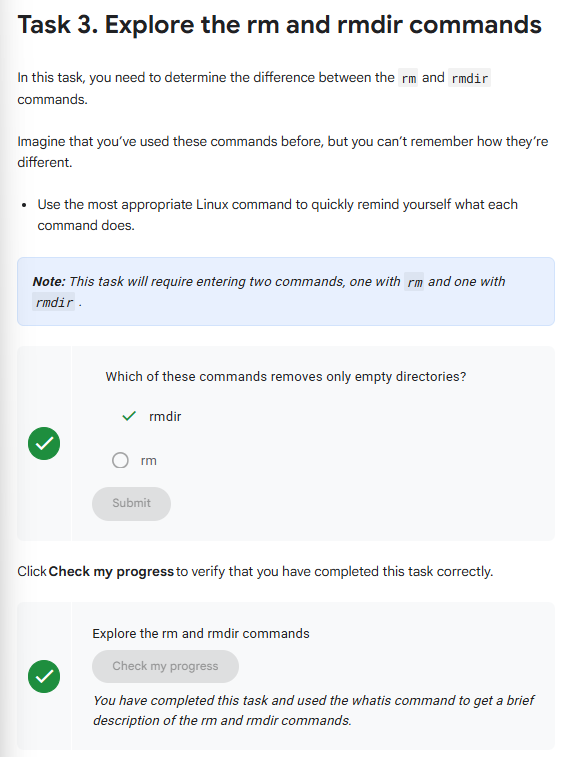 Task 3. Explore the rm and rmdir commands
In this task, you need to determine the difference between the rm and rmdir
commands.
Imagine that you've used these commands before, but you can't remember how they're
different.
• Use the most appropriate Linux command to quickly remind yourself what each
command does.
Note: This task will require entering two commands, one with rm and one with
rmdir .
Which of these commands removes only empty directories?
rmdir
rm
Submit
Click Check my progress to verify that you have completed this task correctly.
Explore the rm and rmdir commands
Check my progress
You have completed this task and used the whatis command to get a brief
description of the rm and rmdir commands.